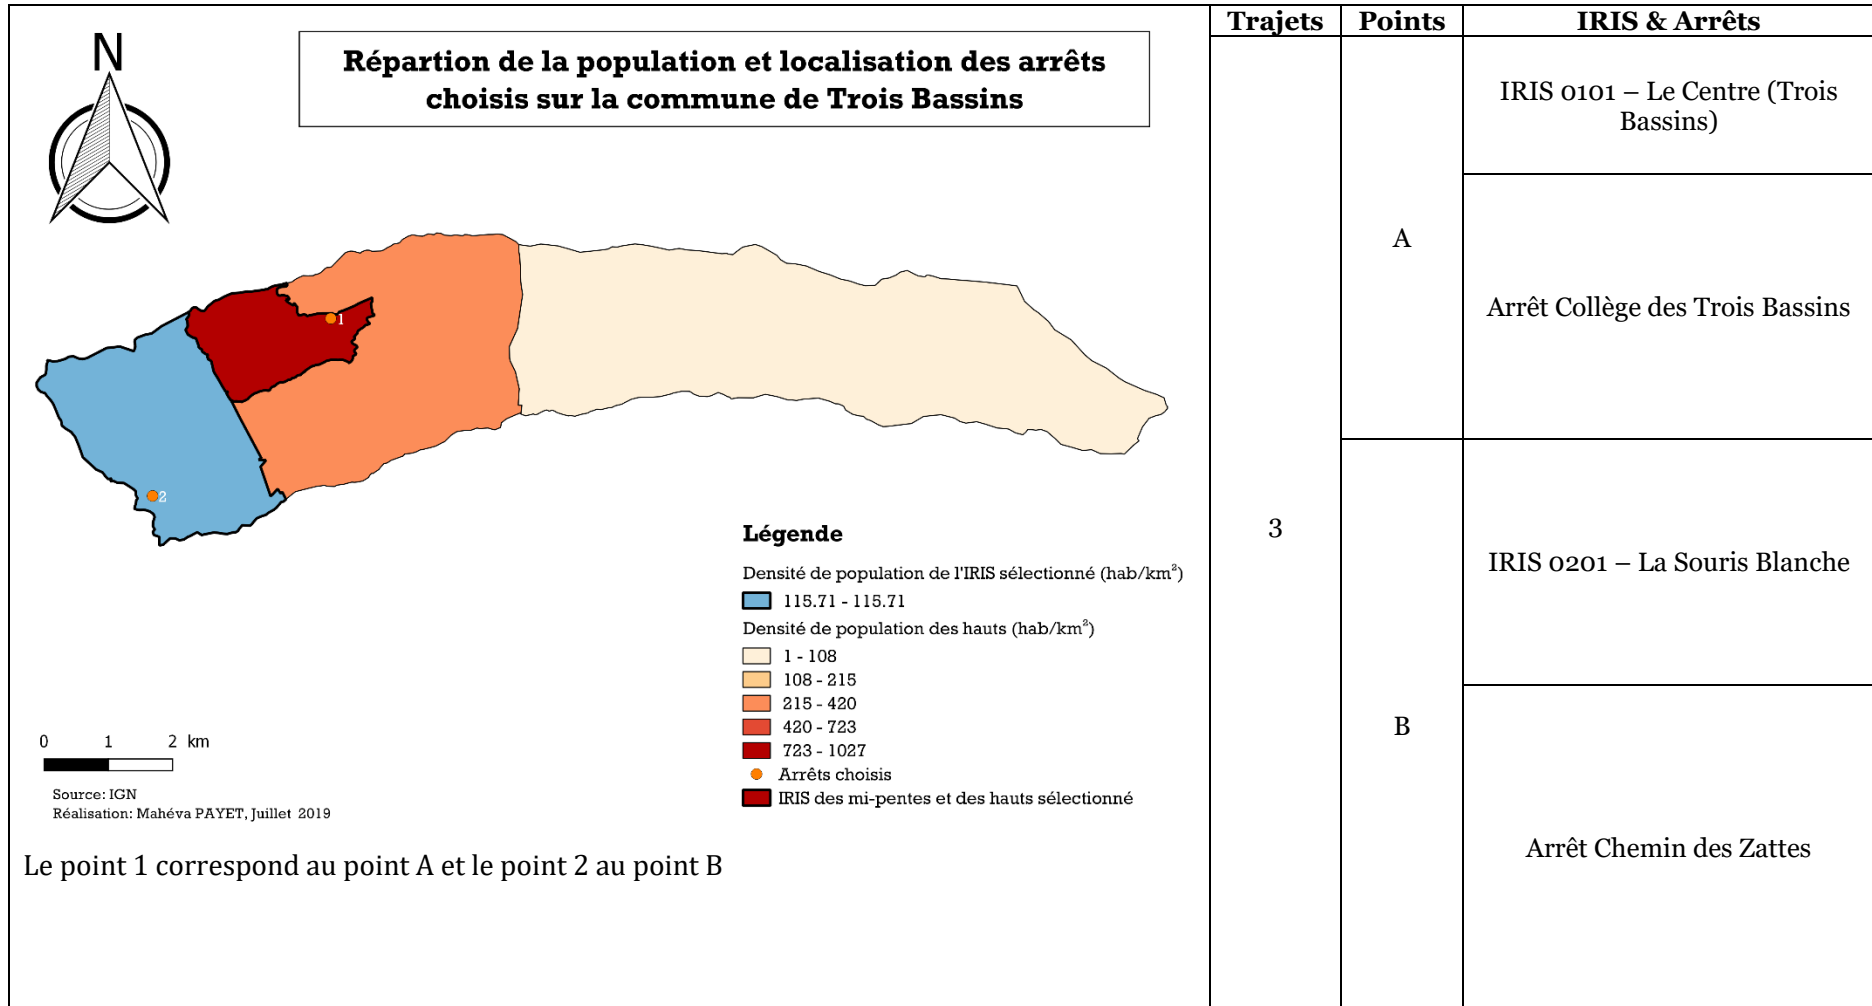 N
Répartion de la population et localisation des arrêts
choisis sur la commune de Trois Bassins
1
2
Légende
Densité de population de l'IRIS sélectionné (hab/km²)
115.71 - 115.71
Densité de population des hauts (hab/km²)
1 - 108
108 - 215
215 - 420
420 - 723
723 - 1027
Arrêts choisis
IRIS des mi-pentes et des hauts sélectionné
0 1 2 km
Source: IGN
Réalisation: Mahéva PAYET, Juillet 2019
Le point 1 correspond au point A et le point 2 au point B
Trajets Points IRIS & Arrêts
3
A
IRIS 0101 – Le Centre (Trois
Bassins)
Arrêt Collège des Trois Bassins
B
IRIS 0201 – La Souris Blanche
Arrêt Chemin des Zattes